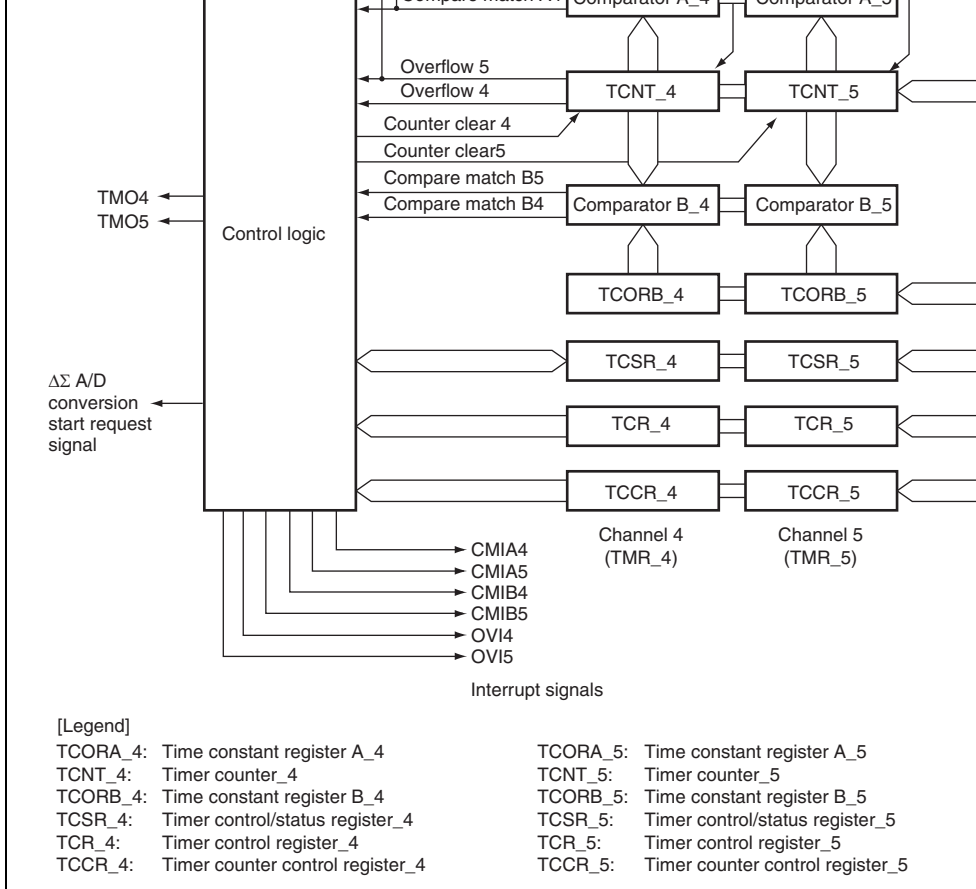 Comparator A_4 Comparator A_5
Overflow 5
Overflow 4
TCNT_4 TCNT_5
Counter clear 4
Counter clear5
Compare match B5
Compare match B4
Comparator B_4 Comparator B_5
TMO4
TMO5
Control logic
TCORB_4 TCORB_5
TCSR_4 TCSR_5
ΔΣ A/D
conversion
start request
signal
TCR_4 TCR_5
TCCR_4 TCCR_5
Channel 4
(TMR_4)
Channel 5
(TMR_5)
CMIA4
CMIA5
CMIB4
CMIB5
OVI4
OVI5
Interrupt signals
[Legend]
TCORA_4: Time constant register A_4
TCNT_4: Timer counter_4
TCORB_4: Time constant register B_4
TCSR_4: Timer control/status register_4
TCR_4: Timer control register_4
TCCR_4: Timer counter control register_4
TCORA_5: Time constant register A_5
TCNT_5: Timer counter_5
TCORB_5: Time constant register B_5
TCSR_5: Timer control/status register_5
TCR_5: Timer control register_5
TCCR_5: Timer counter control register_5